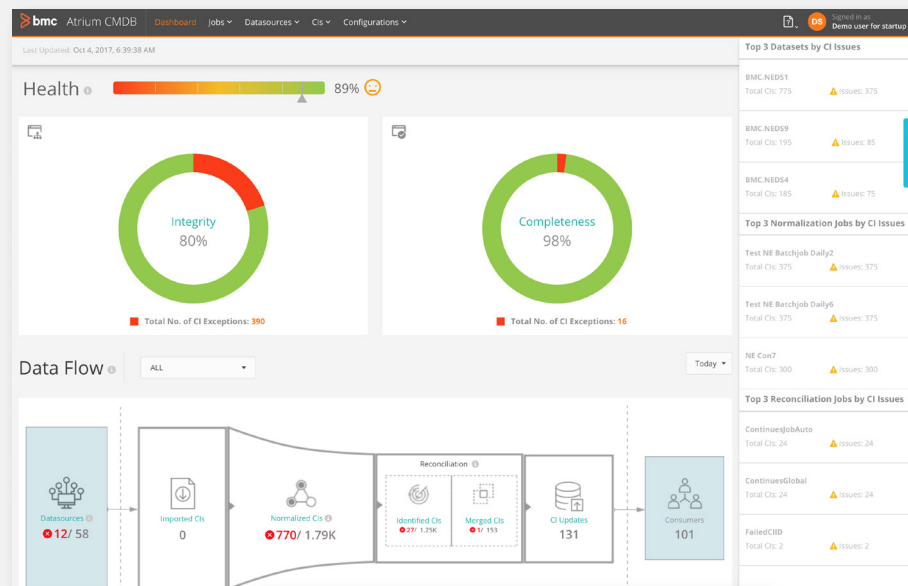 bmc Atrium CMDB Dashboard Jobs Datasources CIs Configurations
DS Signed in as
Demo user for startup
Last Updated: Oct 4, 2017, 6:39:38 AM
Health
89%
Integrity
80%
Total No. of CI Exceptions: 390
Completeness
98%
Total No. of CI Exceptions: 16
Data Flow
ALL
Today
Datasources
12/ 58
Imported CIs
0
Normalized CIs
770/ 1.79K
Reconciliation
Identified CIs
27/ 1.25K
Merged CIs
1/ 153
CI Updates
131
Consumers
101
Top 3 Datasets by CI Issues
BMC.NEDS1
Total CIs: 775 Issues: 375
BMC.NEDS9
Total CIs: 195 Issues: 85
BMC.NEDS4
Total CIs: 185 Issues: 75
Top 3 Normalization Jobs by CI Issues
Test NE Batchjob Daily2
Total CIs: 375 Issues: 375
Test NE Batchjob Daily6
Total CIs: 375 Issues: 375
NE Con7
Total CIs: 300 Issues: 300
Top 3 Reconciliation Jobs by CI Issues
ContinuesJobAuto
Total CIs: 24 Issues: 24
ContinuesGlobal
Total CIs: 24 Issues: 24
FailedCIID
Total CIs: 2 Issues: 2